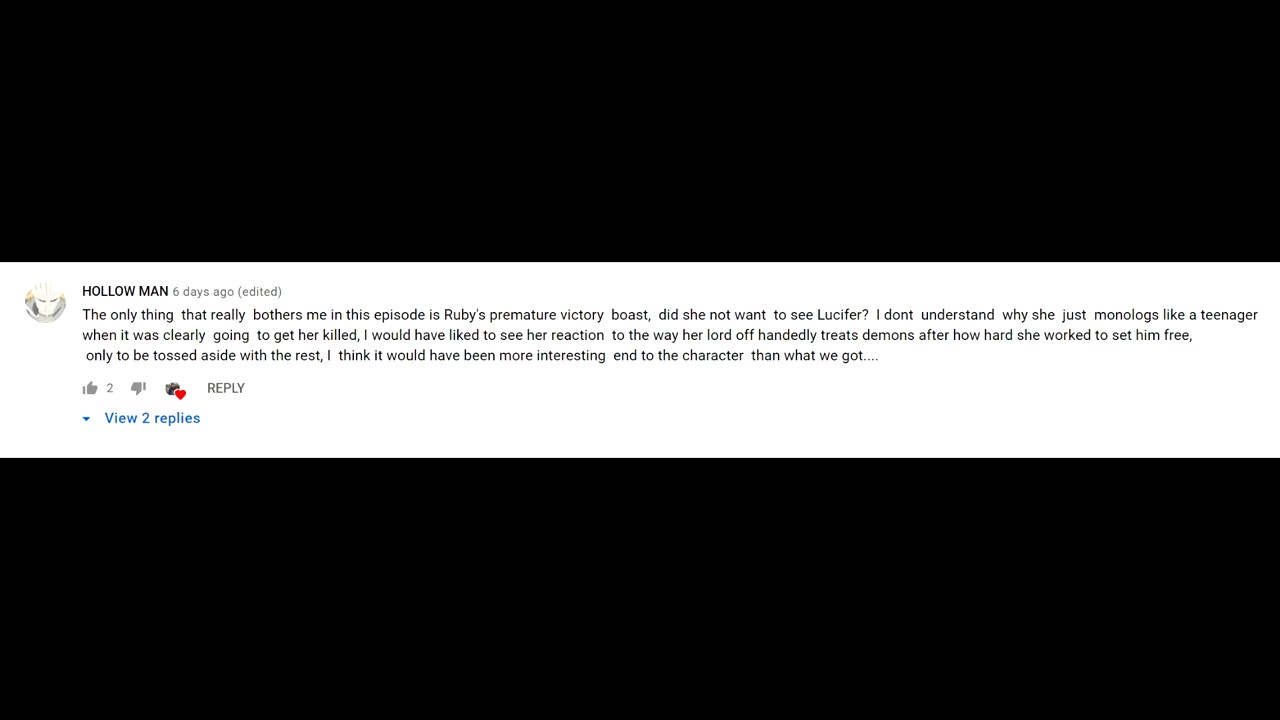 HOLLOW MAN 6 days ago (edited)
The only thing that really bothers me in this episode is Ruby's premature victory boast, did she not want to see Lucifer? I dont understand why she just monologs like a teenager
when it was clearly going to get her killed, I would have liked to see her reaction to the way her lord off handedly treats demons after how hard she worked to set him free,
only to be tossed aside with the rest, I think it would have been more interesting end to the character than what we got....
2 REPLY
View 2 replies